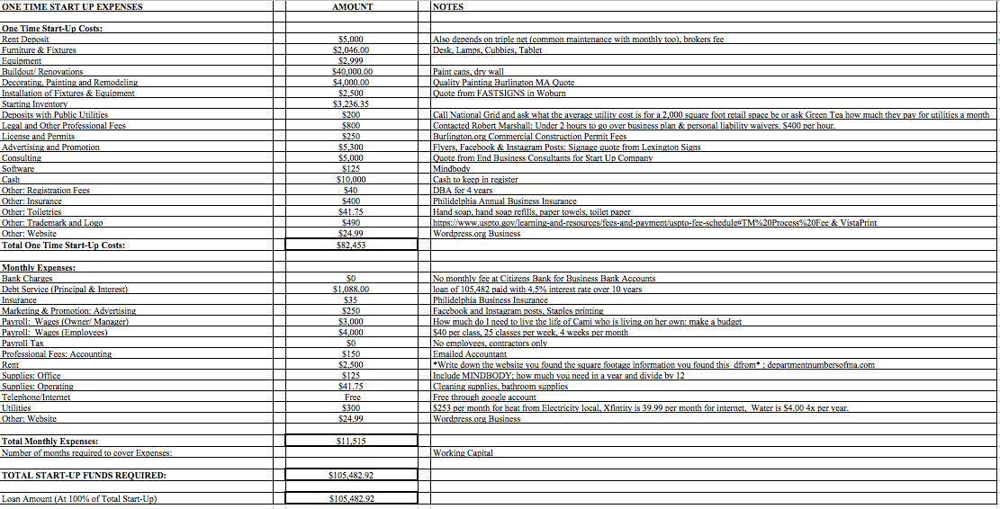 ONE TIME START UP EXPENSES AMOUNT NOTES
One Time Start-Up Costs:
Rent Deposit $5,000 Also depends on triple net (common maintenance with monthly too), brokers fee
Furniture & Fixtures $2,046.00 Desk, Lamps, Cubbies, Tablet
Equipment $2,999
Buildout/ Renovations $40,000.00 Paint cans, dry wall
Decorating, Painting and Remodeling $4,000.00 Quality Painting Burlington MA Quote
Installation of Fixtures & Equipment $2,500 Quote from FASTSIGNS in Woburn
Starting Inventory $3,236.35
Deposits with Public Utilities $200 Call National Grid and ask what the average utility cost is for a 2,000 square foot retail space be or ask Green Tea how much they pay for utilities a month
Legal and Other Professional Fees $800 Contacted Robert Marshall: Under 2 hours to go over business plan & personal liability waivers. $400 per hour.
License and Permits $250 Burlington.org Commercial Construction Permit Fees
Advertising and Promotion $5,300 Flyers, Facebook & Instagram Posts: Signage quote from Lexington Signs
Consulting $5,000 Quote from End Business Consultants for Start Up Company
Software $125 Mindbody
Cash $10,000 Cash to keep in register
Other: Registration Fees $40 DBA for 4 years
Other: Insurance $400 Philidelphia Annual Business Insurance
Other: Toiletries $41.75 Hand soap, hand soap refills, paper towels, toilet paper
Other: Trademark and Logo $490 https://www.uspto.gov/learning-and-resources/fees-and-payment/uspto-fee-schedule#TM%20Process%20Fee & VistaPrint
Other: Website $24.99 Wordpress.org Business
Total One Time Start-Up Costs: $82,453
Monthly Expenses:
Bank Charges $0 No monthly fee at Citizens Bank for Business Bank Accounts
Debt Service (Principal & Interest) $1,088.00 loan of 105,482 paid with 4.5% interest rate over 10 years
Insurance $35 Philidelphia Business Insurance
Marketing & Promotion: Advertising $250 Facebook and Instagram posts, Staples printing
Payroll: Wages (Owner/ Manager) $3,000 How much do I need to live the life of Cami who is living on her own: make a budget
Payroll: Wages (Employees) $4,000 $40 per class, 25 classes per week, 4 weeks per month
Payroll Tax $0 No employees, contractors only
Professional Fees: Accounting $150 Emailed Accountant
Rent $2,500 *Write down the website you found the square footage information you found this dfrom* ; departmentnumbersofma.com
Supplies: Office $125 Include MINDBODY; how much you need in a year and divide by 12
Supplies: Operating $41.75 Cleaning supplies, bathroom supplies
Telephone/Internet Free Free through google account
Utilities $300 $253 per month for heat from Electricity local, Xfintity is 39.99 per month for internet, Water is $4.00 4x per year.
Other: Website $24.99 Wordpress.org Business
Total Monthly Expenses: $11,515
Number of months required to cover Expenses: Working Capital
TOTAL START-UP FUNDS REQUIRED: $105,482.92
Loan Amount (At 100% of Total Start-Up) $105,482.92